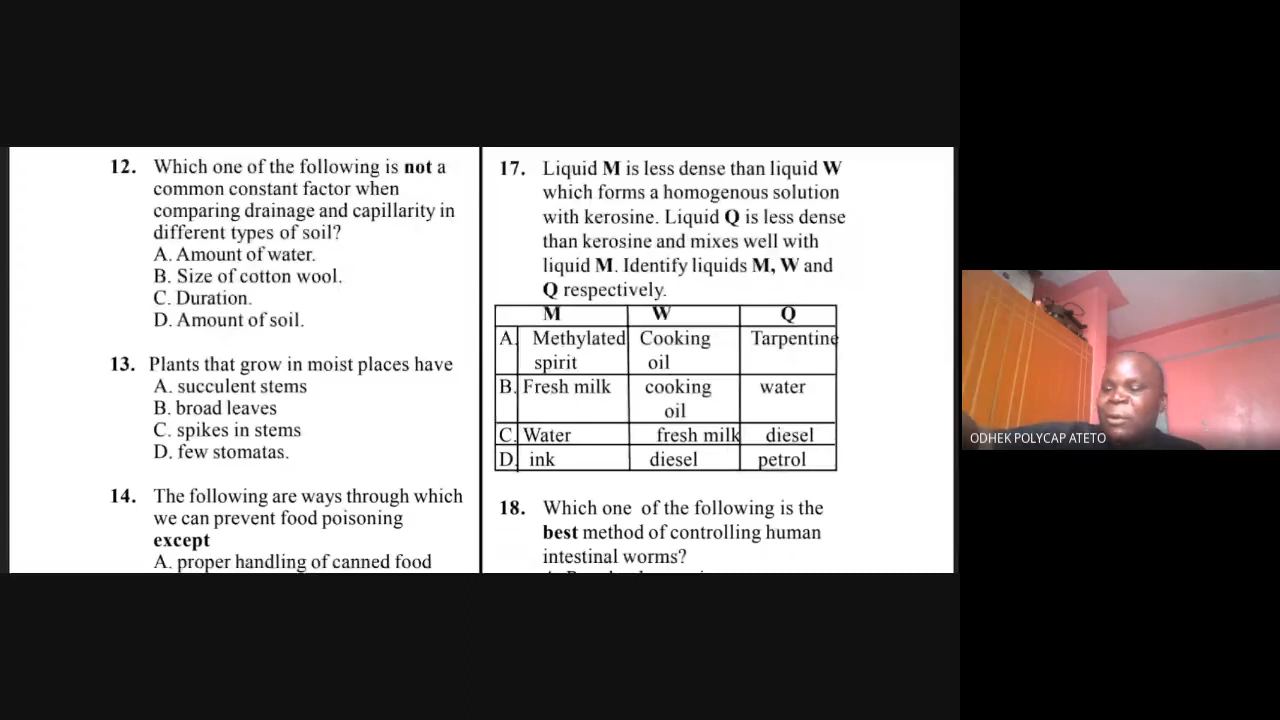 12. Which one of the following is not a
common constant factor when
comparing drainage and capillarity in
different types of soil?
A. Amount of water.
B. Size of cotton wool.
C. Duration.
D. Amount of soil.
13. Plants that grow in moist places have
A. succulent stems
B. broad leaves
C. spikes in stems
D. few stomatas.
14. The following are ways through which
we can prevent food poisoning
except
A. proper handling of canned food
17. Liquid M is less dense than liquid W
which forms a homogenous solution
with kerosine. Liquid Q is less dense
than kerosine and mixes well with
liquid M. Identify liquids M, W and
Q respectively.
M W Q
A. Methylated Cooking Tarpentine
spirit oil
B. Fresh milk cooking water
oil
C. Water fresh milk diesel
D. ink diesel petrol
18. Which one of the following is the
best method of controlling human
intestinal worms?
ODHEK POLYCAP ATETO